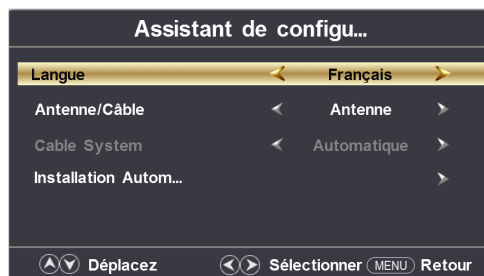 Assistant de configu...
Langue Français
Antenne/Câble Antenne
Cable System Automatique
Installation Autom...
Déplacez Sélectionner MENU Retour